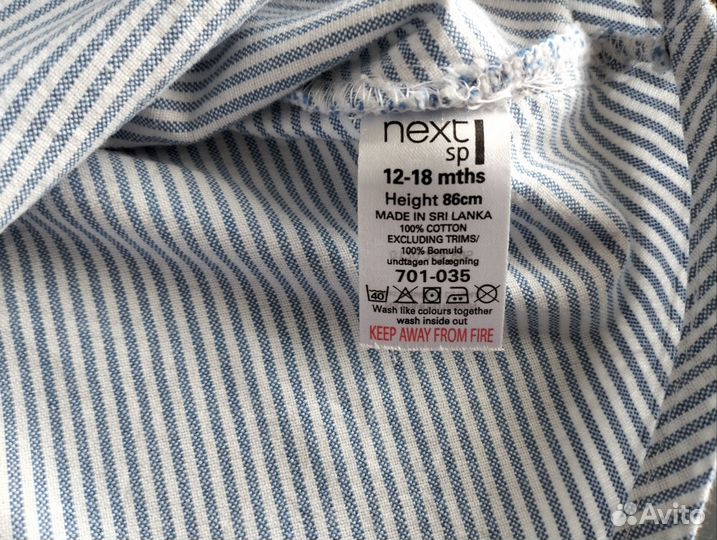 next
sp
12-18 mths
Height 86cm
MADE IN SRI LANKA
100% COTTON
EXCLUDING TRIMS/
100% Bomuld
undtagen belægning
701-035
40
Wash like colours together
wash inside out
KEEP AWAY FROM FIRE
Avito